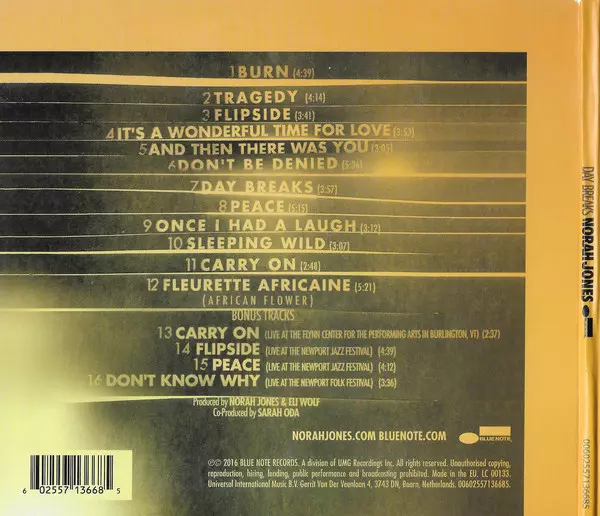 1 BURN (4:39)
2 TRAGEDY (4:14)
3 FLIPSIDE (3:41)
4 IT'S A WONDERFUL TIME FOR LOVE (3:53)
5 AND THEN THERE WAS YOU (3:05)
6 DON'T BE DENIED (5:36)
7 DAY BREAKS (3:57)
8 PEACE (5:15)
9 ONCE I HAD A LAUGH (3:12)
10 SLEEPING WILD (3:07)
11 CARRY ON (2:48)
12 FLEURETTE AFRICAINE (5:21)
(AFRICAN FLOWER)
BONUS TRACKS
13 CARRY ON (LIVE AT THE FLYNN CENTER FOR THE PERFORMING ARTS IN BURLINGTON, VT) (2:37)
14 FLIPSIDE (LIVE AT THE NEWPORT JAZZ FESTIVAL) (4:39)
15 PEACE (LIVE AT THE NEWPORT JAZZ FESTIVAL) (4:12)
16 DON'T KNOW WHY (LIVE AT THE NEWPORT FOLK FESTIVAL) (3:36)
Produced by NORAH JONES & ELI WOLF
Co-Produced by SARAH ODA
NORAHJONES.COM BLUENOTE.COM
BLUE NOTE
℗© 2016 BLUE NOTE RECORDS. A division of UMG Recordings Inc. All Rights Reserved. Unauthorised copying,
reproduction, hiring, lending, public performance and broadcasting prohibited. Made in the EU. LC 00133.
Universal International Music B.V. Gerrit Van Der Veenlaan 4, 3743 DN, Baarn, Netherlands. 00602557136685.
6 02557 13668 5
DAY BREAKS NORAH JONES
00602557136685